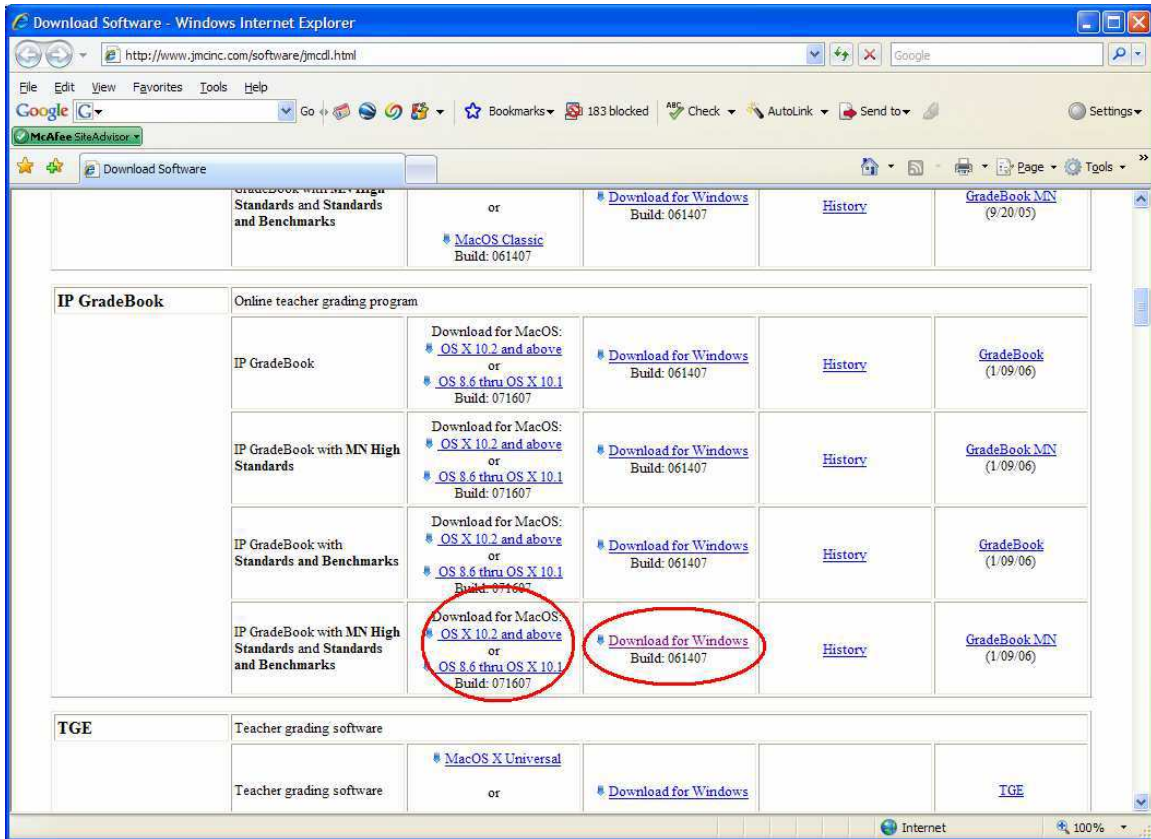 Download Software - Windows Internet Explorer
http://www.jmcinc.com/software/jmcdl.html
Google
File Edit View Favorites Tools Help
Google G Go Bookmarks 183 blocked ABC Check AutoLink Send to Settings
McAfee SiteAdvisor
Download Software
Page Tools »
GradeBook with MN High
Standards and Standards
and Benchmarks
or
MacOS Classic
Build: 061407
Download for Windows
Build: 061407
History
GradeBook MN
(9/20/05)
IP GradeBook
Online teacher grading program
IP GradeBook
Download for MacOS:
OS X 10.2 and above
or
OS 8.6 thru OS X 10.1
Build: 071607
Download for Windows
Build: 061407
History
GradeBook
(1/09/06)
IP GradeBook with MN High
Standards
Download for MacOS:
OS X 10.2 and above
or
OS 8.6 thru OS X 10.1
Build: 071607
Download for Windows
Build: 061407
History
GradeBook MN
(1/09/06)
IP GradeBook with
Standards and Benchmarks
Download for MacOS:
OS X 10.2 and above
or
OS 8.6 thru OS X 10.1
Build: 071607
Download for Windows
Build: 061407
History
GradeBook
(1/09/06)
IP GradeBook with MN High
Standards and Standards
and Benchmarks
Download for MacOS:
OS X 10.2 and above
or
OS 8.6 thru OS X 10.1
Build: 071607
Download for Windows
Build: 061407
History
GradeBook MN
(1/09/06)
TGE
Teacher grading software
Teacher grading software
MacOS X Universal
or
Download for Windows
TGE
Internet
100%